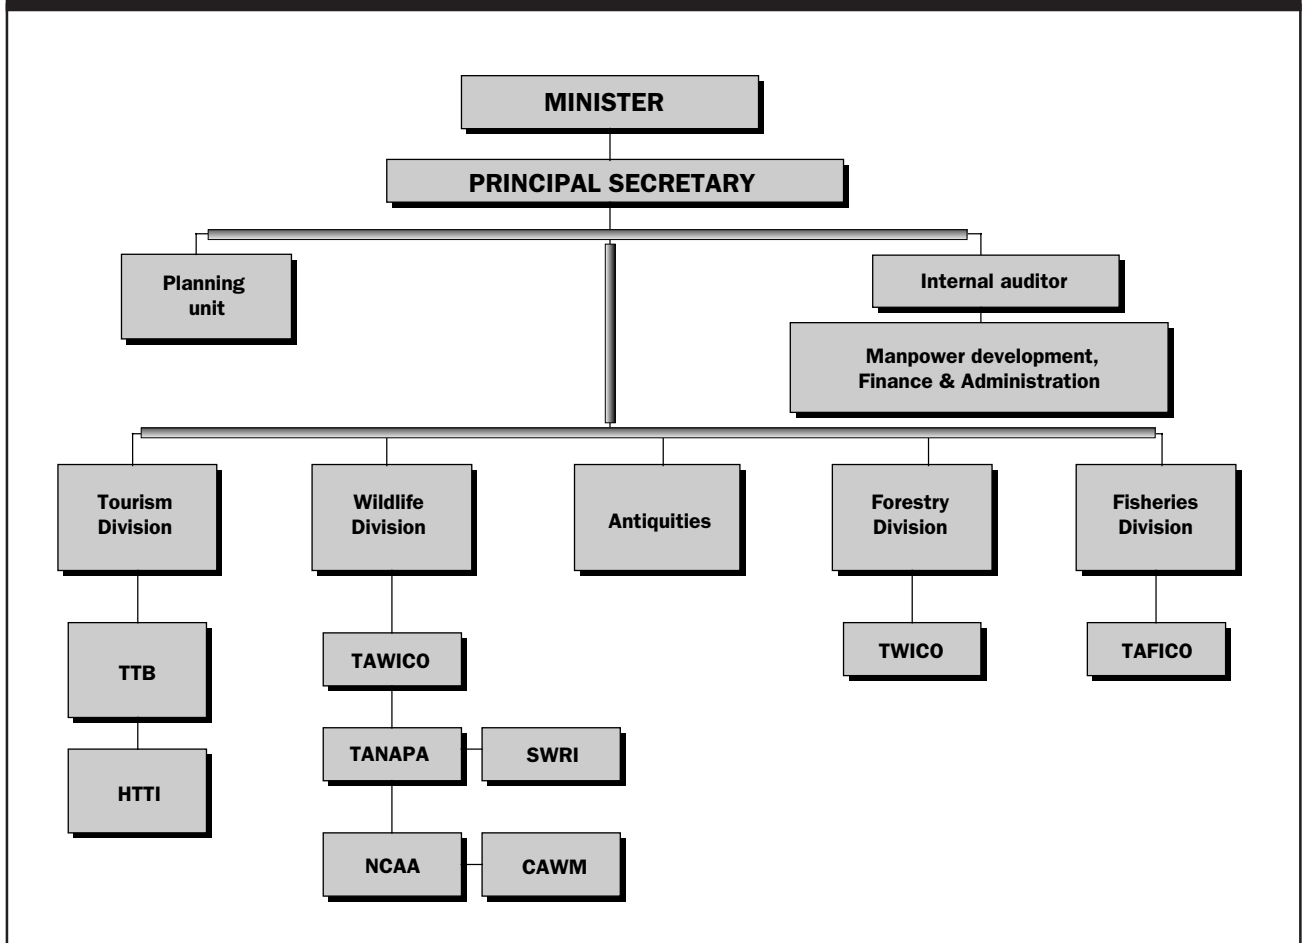 MINISTER
PRINCIPAL SECRETARY
Planning
unit
Internal auditor
Manpower development,
Finance & Administration
Tourism
Division
Wildlife
Division
Antiquities
Forestry
Division
Fisheries
Division
TTB
TAWICO
TWICO
TAFICO
TANAPA
SWRI
HTTI
NCAA
CAWM